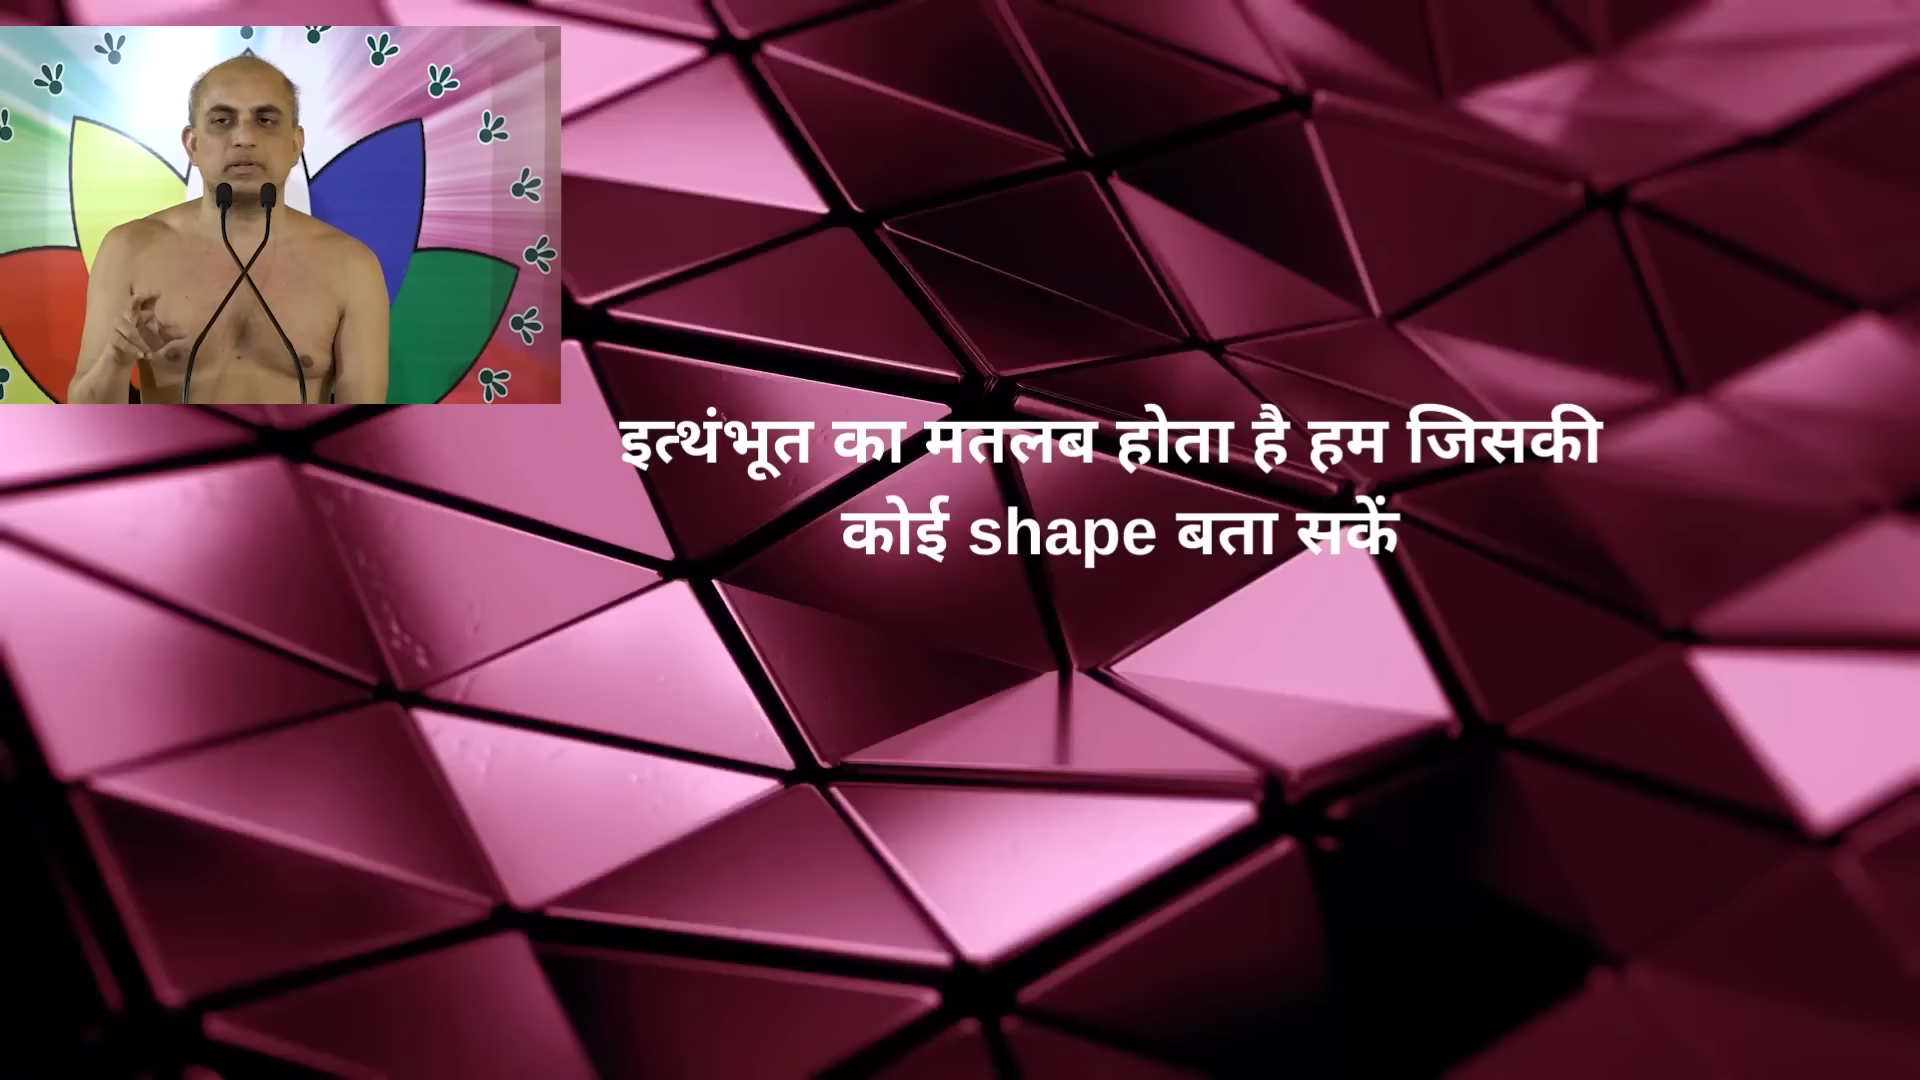 इत्थंभूत का मतलब होता है हम जिसकी
कोई shape बता सकें